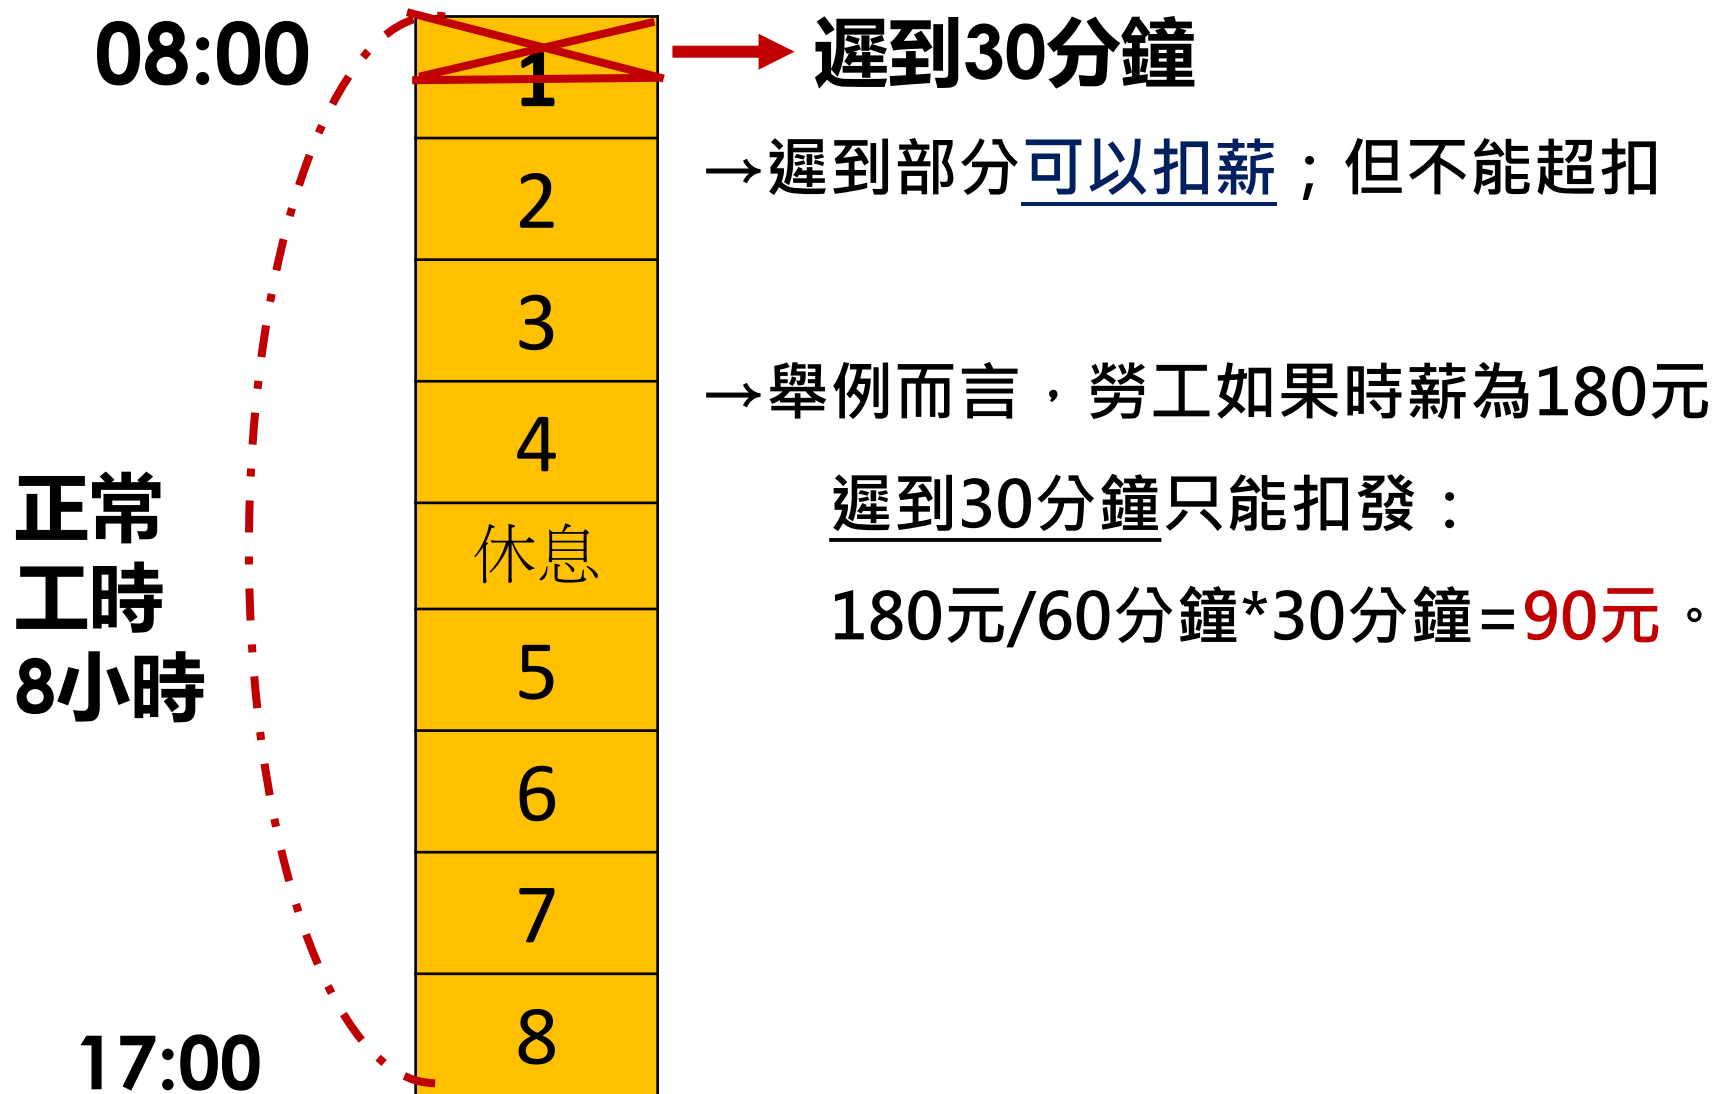 08:00
1
2
3
4
休息
5
6
7
8
正常
工時
8小時
17:00
遲到30分鐘
→遲到部分可以扣薪；但不能超扣
→舉例而言，勞工如果時薪為180元
遲到30分鐘只能扣發：
180元/60分鐘*30分鐘=90元。